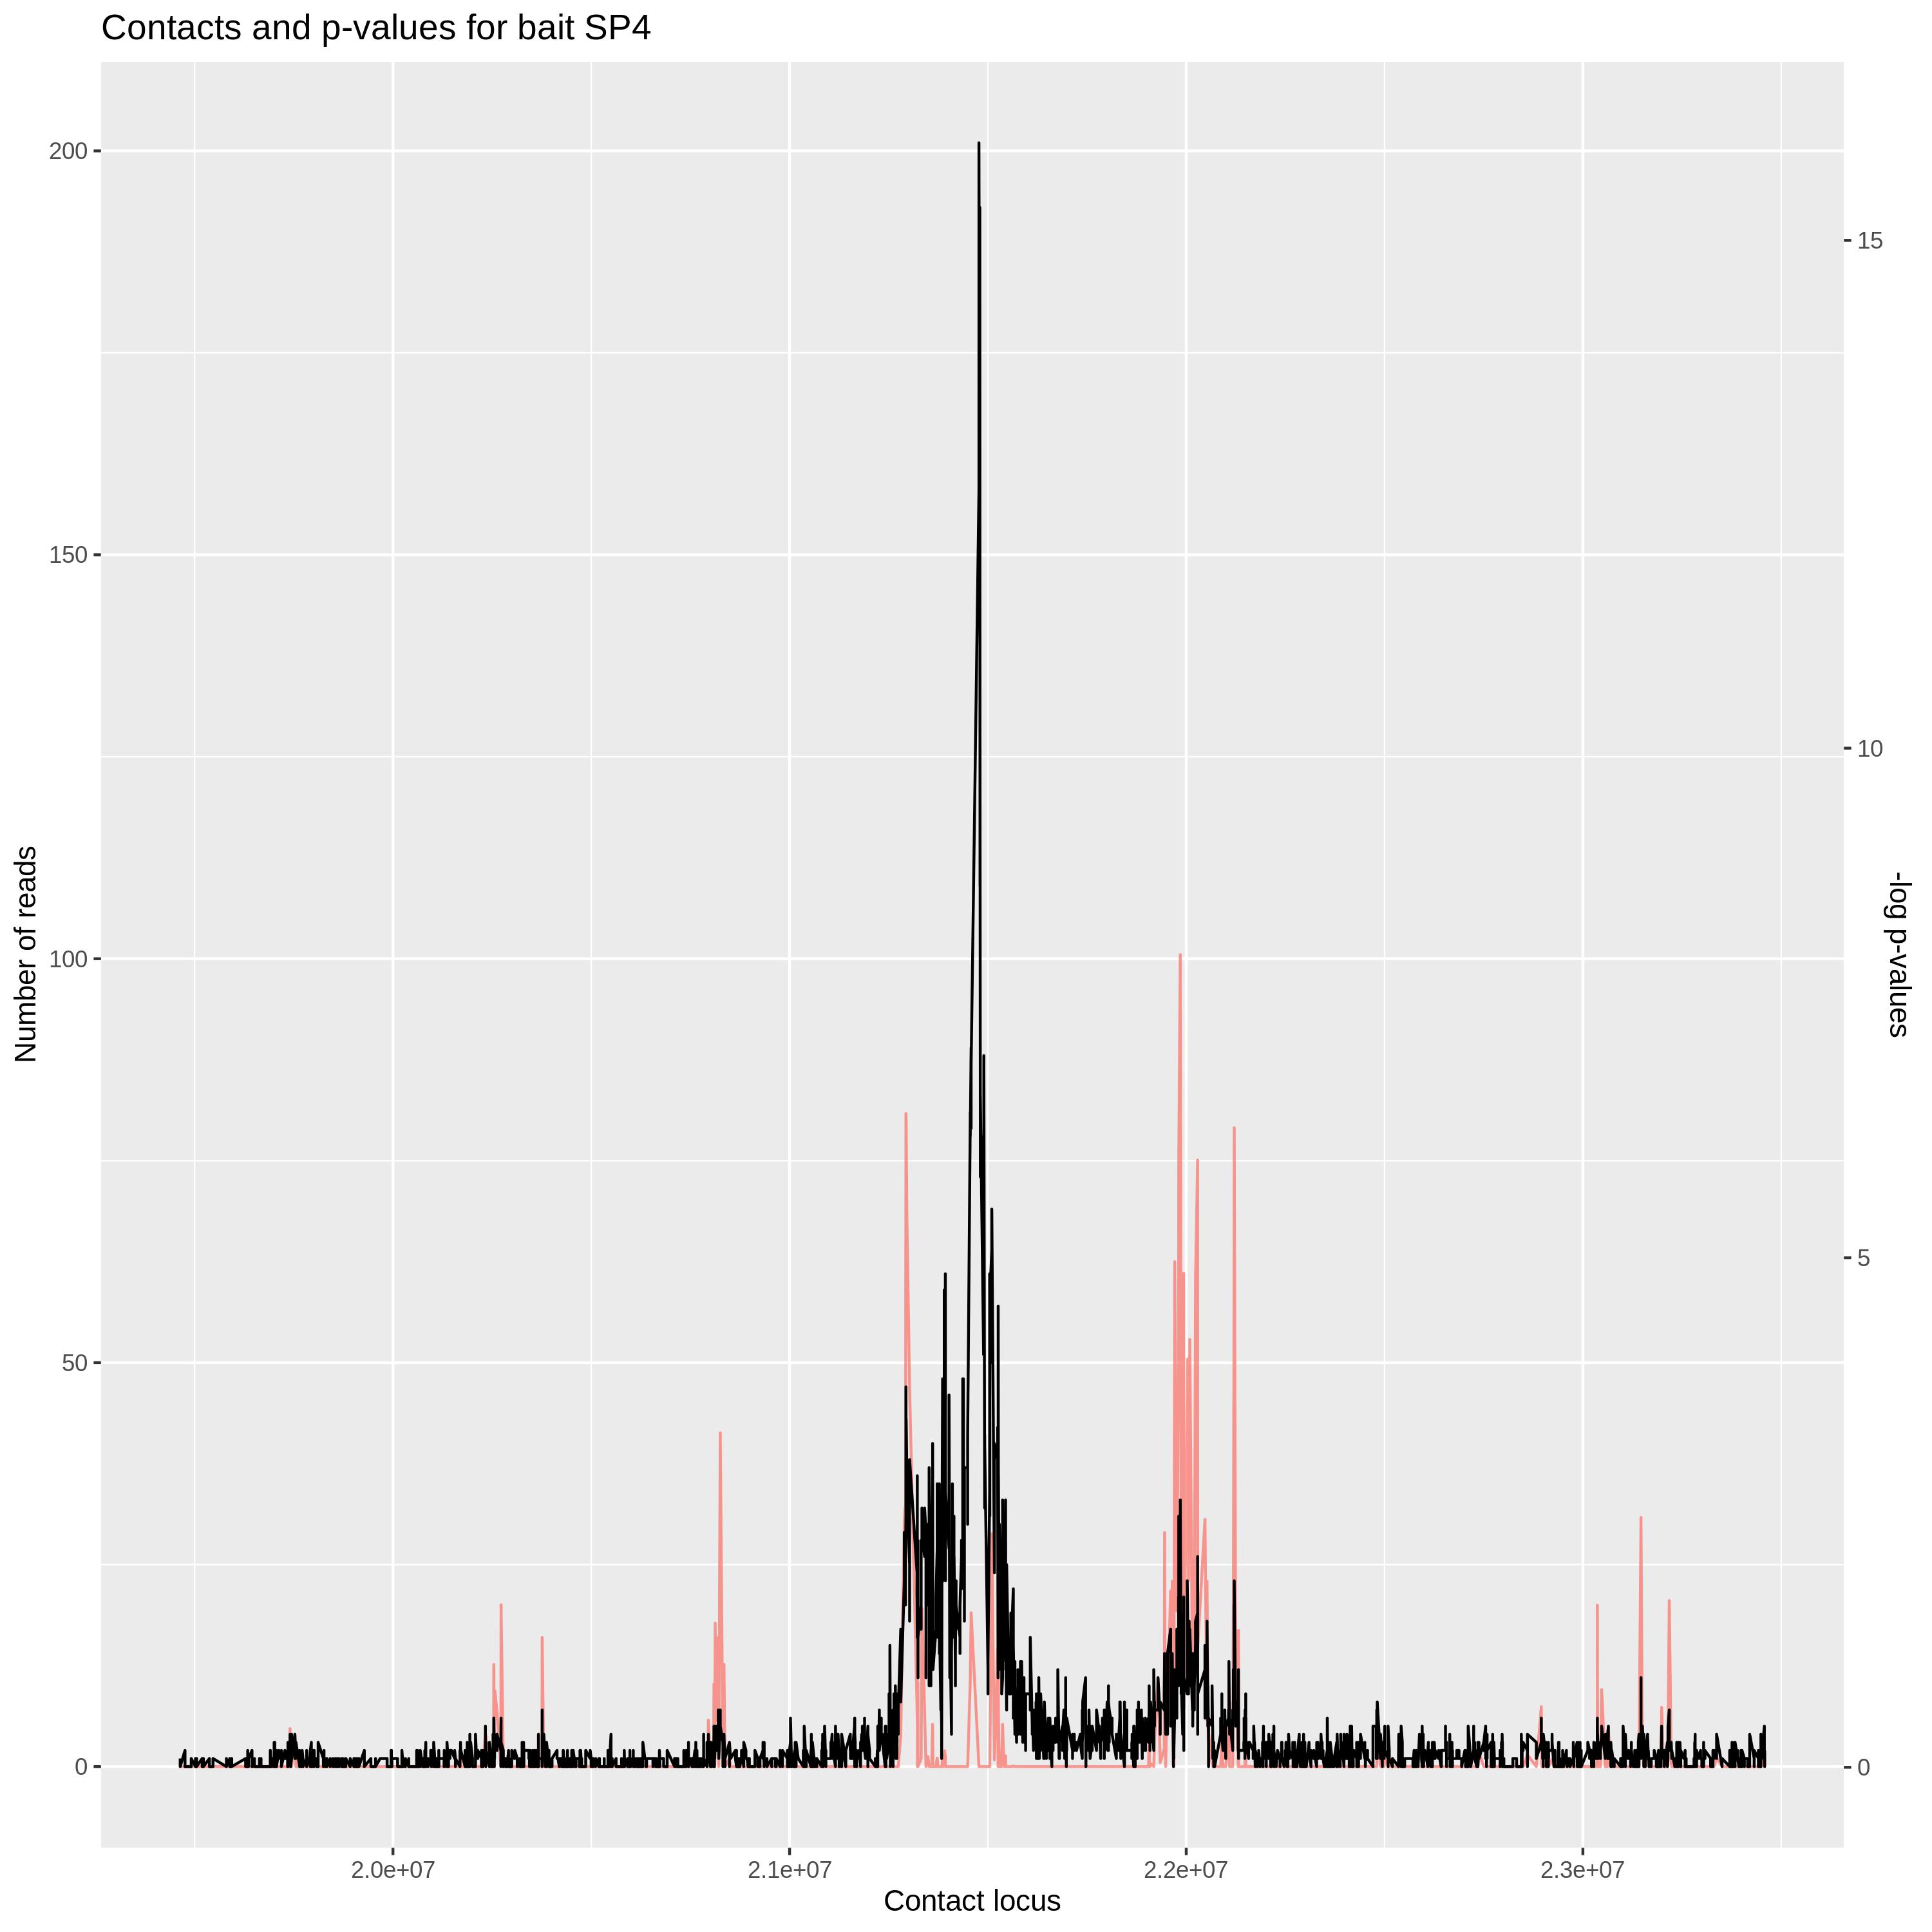 Contacts and p-values for bait SP4
Number of reads
200
150
100
50
0
15
10
5
0
-log p-values
2.0e+07
2.1e+07
2.2e+07
2.3e+07
Contact locus